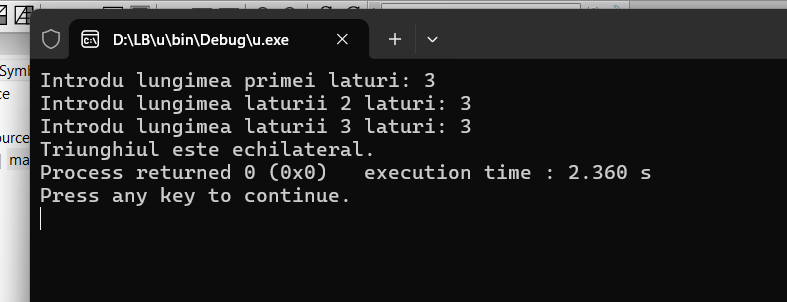 D:\LB\u\bin\Debug\u.exe
Symb
ce
ource
ma
Introdu lungimea primei laturi: 3
Introdu lungimea laturii 2 laturi: 3
Introdu lungimea laturii 3 laturi: 3
Triunghiul este echilateral.
Process returned 0 (0x0)   execution time : 2.360 s
Press any key to continue.